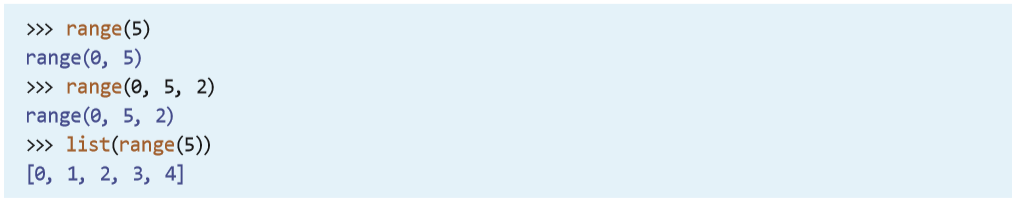 >>> range(5)
range(0, 5)
>>> range(0, 5, 2)
range(0, 5, 2)
>>> list(range(5))
[0, 1, 2, 3, 4]